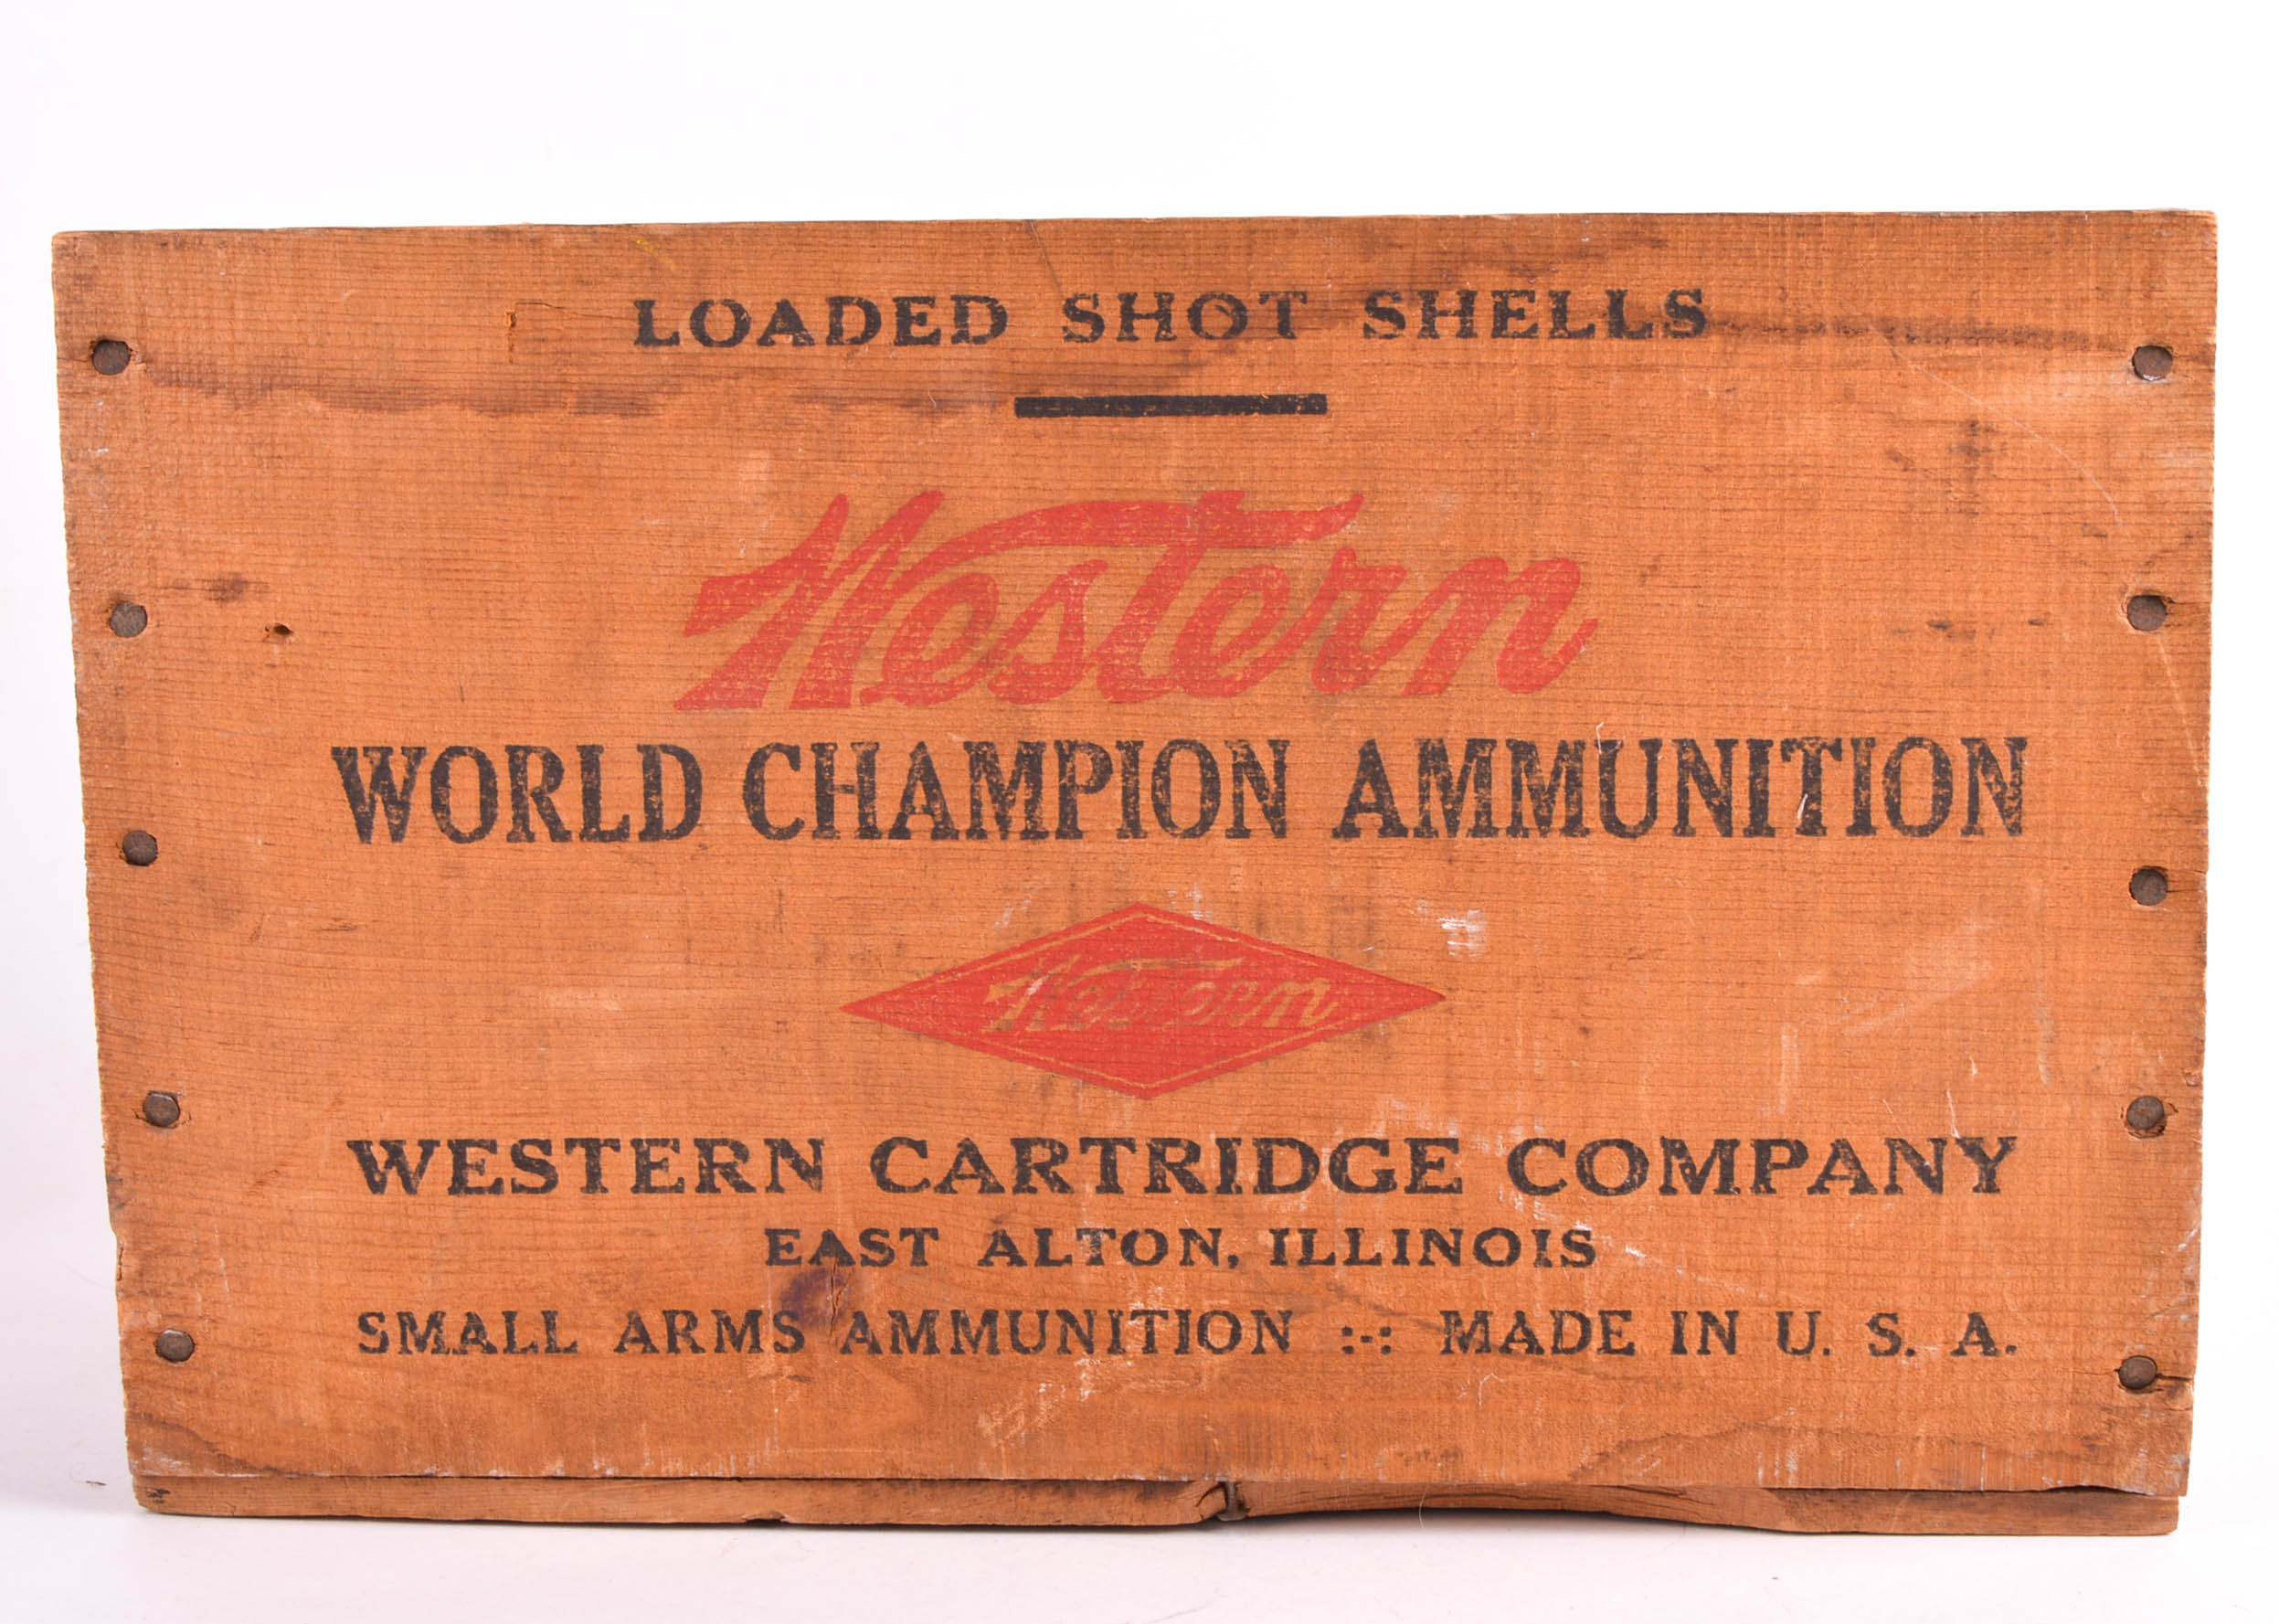 LOADED SHOT SHELLS
Western
WORLD CHAMPION AMMUNITION
Western
WESTERN CARTRIDGE COMPANY
EAST ALTON, ILLINOIS
SMALL ARMS AMMUNITION :-: MADE IN U. S. A.